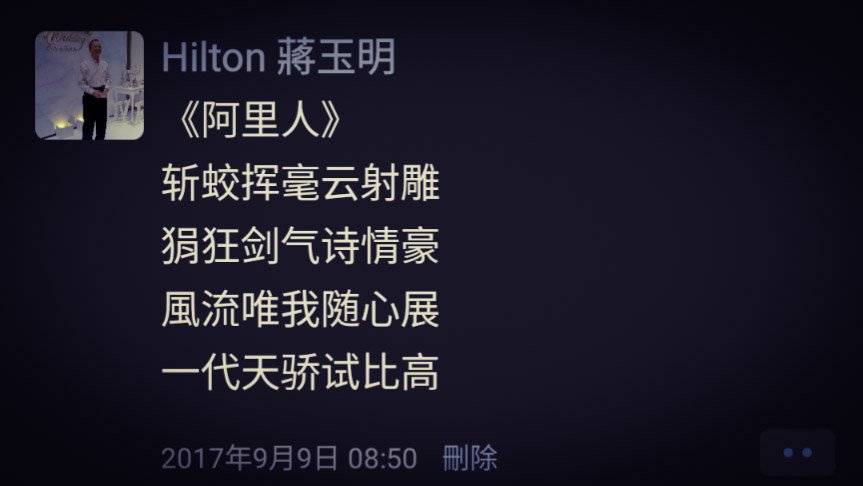 Hilton 蔣玉明
《阿里人》
斩蛟挥毫云射雕
狷狂剑气诗情豪
風流唯我随心展
一代天骄试比高
2017年9月9日 08:50 刪除